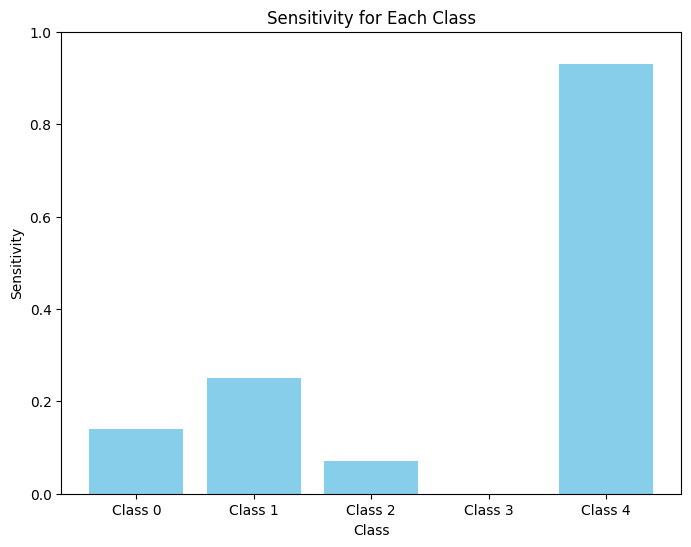 Sensitivity for Each Class
1.0
0.8
0.6
0.4
0.2
0.0
Sensitivity
Class 0
Class 1
Class 2
Class 3
Class 4
Class